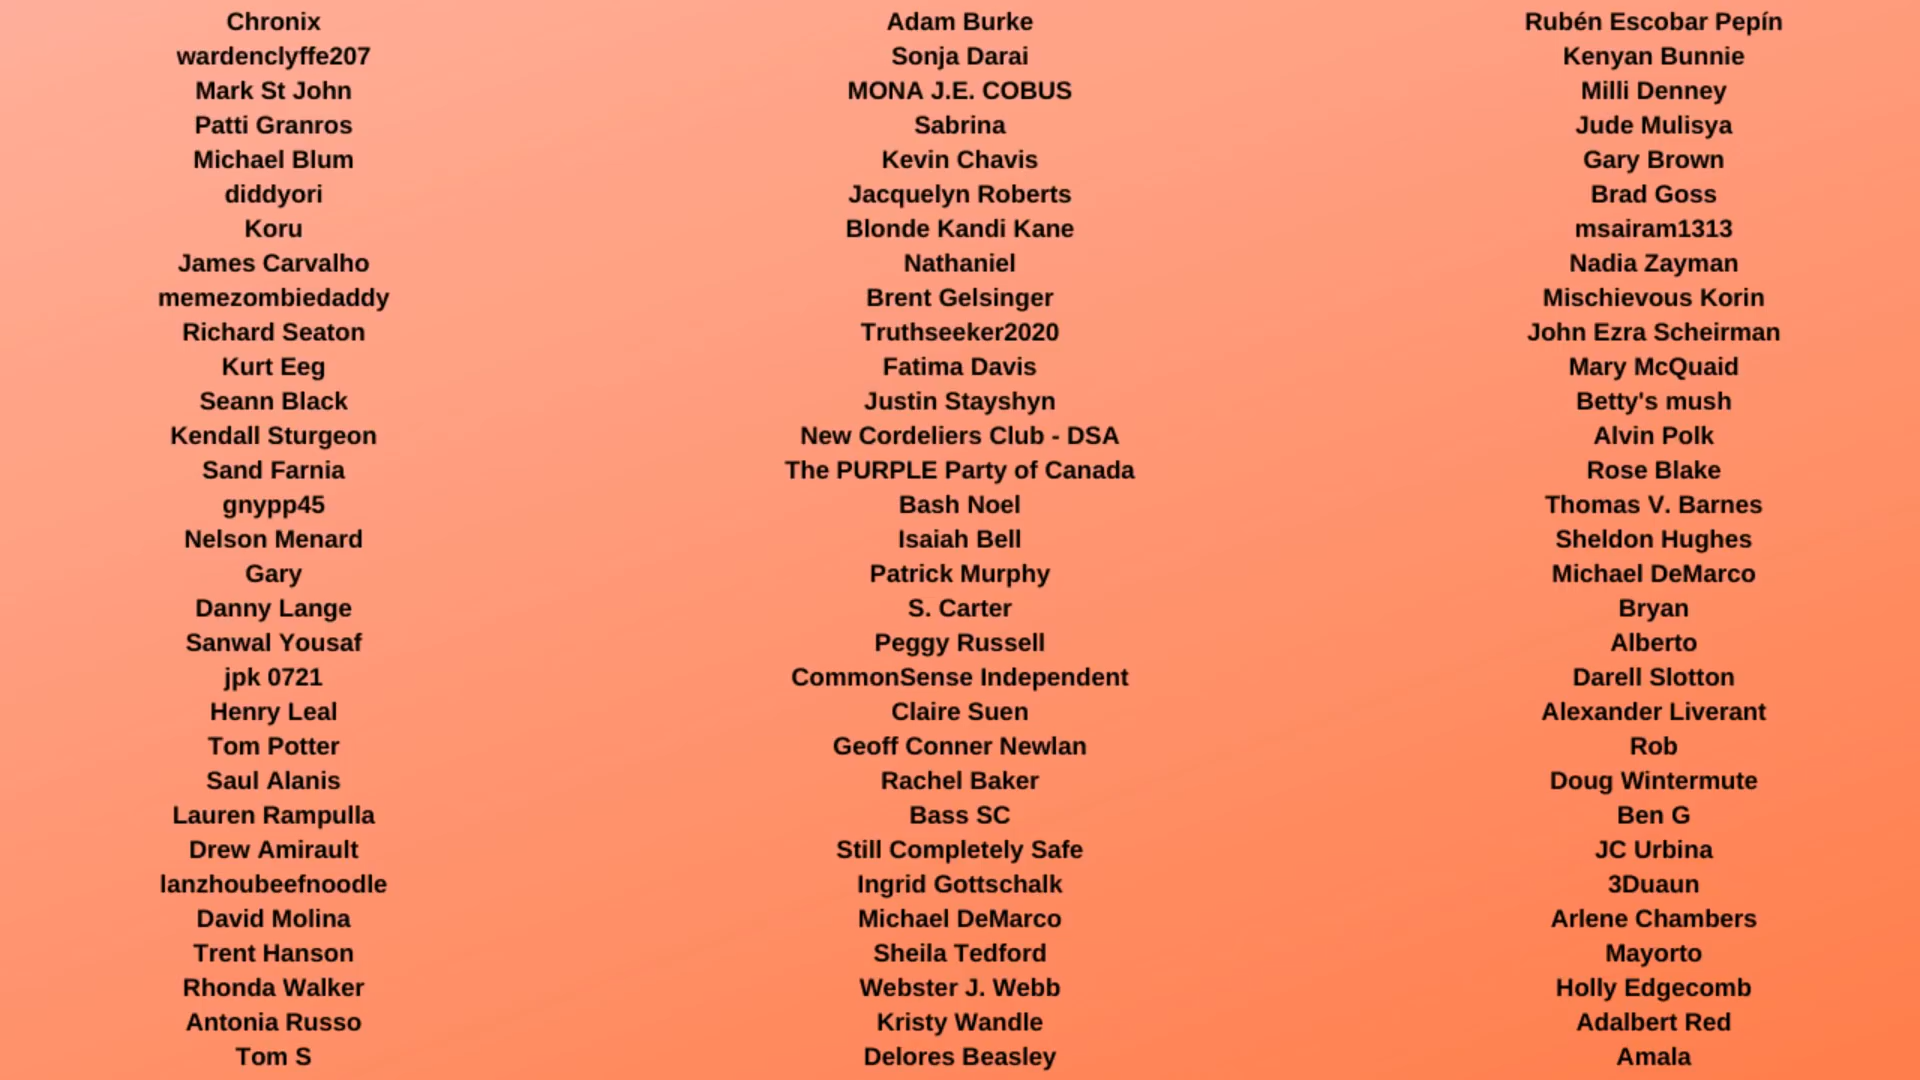 Chronix
wardenclyffe207
Mark St John
Patti Granros
Michael Blum
diddyori
Koru
James Carvalho
memezombiedaddy
Richard Seaton
Kurt Eeg
Seann Black
Kendall Sturgeon
Sand Farnia
gnypp45
Nelson Menard
Gary
Danny Lange
Sanwal Yousaf
jpk 0721
Henry Leal
Tom Potter
Saul Alanis
Lauren Rampulla
Drew Amirault
lanzhoubeefnoodle
David Molina
Trent Hanson
Rhonda Walker
Antonia Russo
Tom S
Adam Burke
Sonja Darai
MONA J.E. COBUS
Sabrina
Kevin Chavis
Jacquelyn Roberts
Blonde Kandi Kane
Nathaniel
Brent Gelsinger
Truthseeker2020
Fatima Davis
Justin Stayshyn
New Cordeliers Club - DSA
The PURPLE Party of Canada
Bash Noel
Isaiah Bell
Patrick Murphy
S. Carter
Peggy Russell
CommonSense Independent
Claire Suen
Geoff Conner Newlan
Rachel Baker
Bass SC
Still Completely Safe
Ingrid Gottschalk
Michael DeMarco
Sheila Tedford
Webster J. Webb
Kristy Wandle
Delores Beasley
Rubén Escobar Pepín
Kenyan Bunnie
Milli Denney
Jude Mulisya
Gary Brown
Brad Goss
msairam1313
Nadia Zayman
Mischievous Korin
John Ezra Scheirman
Mary McQuaid
Betty's mush
Alvin Polk
Rose Blake
Thomas V. Barnes
Sheldon Hughes
Michael DeMarco
Bryan
Alberto
Darell Slotton
Alexander Liverant
Rob
Doug Wintermute
Ben G
JC Urbina
3Duaun
Arlene Chambers
Mayorto
Holly Edgecomb
Adalbert Red
Amala